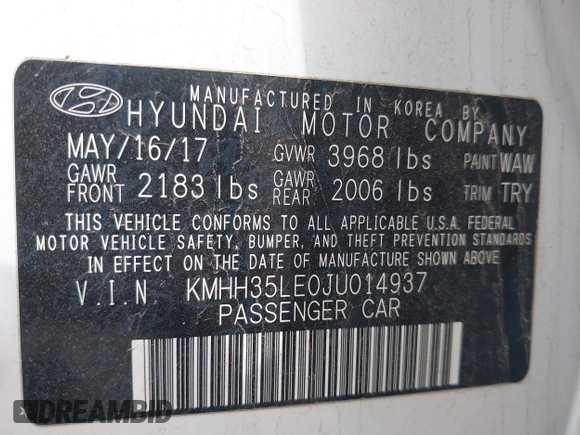 MANUFACTURED IN KOREA BY
HYUNDAI MOTOR COMPANY
MAY/16/17 GVWR 3968 lbs PAINT WAW
GAWR FRONT 2183 lbs GAWR REAR 2006 lbs TRIM TRY
THIS VEHICLE CONFORMS TO ALL APPLICABLE U.S.A. FEDERAL
MOTOR VEHICLE SAFETY, BUMPER, AND THEFT PREVENTION STANDARDS
IN EFFECT ON THE DATE OF MANUFACTURE SHOWN ABOVE
V.I.N KMHH35LE0JU014937
PASSENGER CAR
DREAMBID